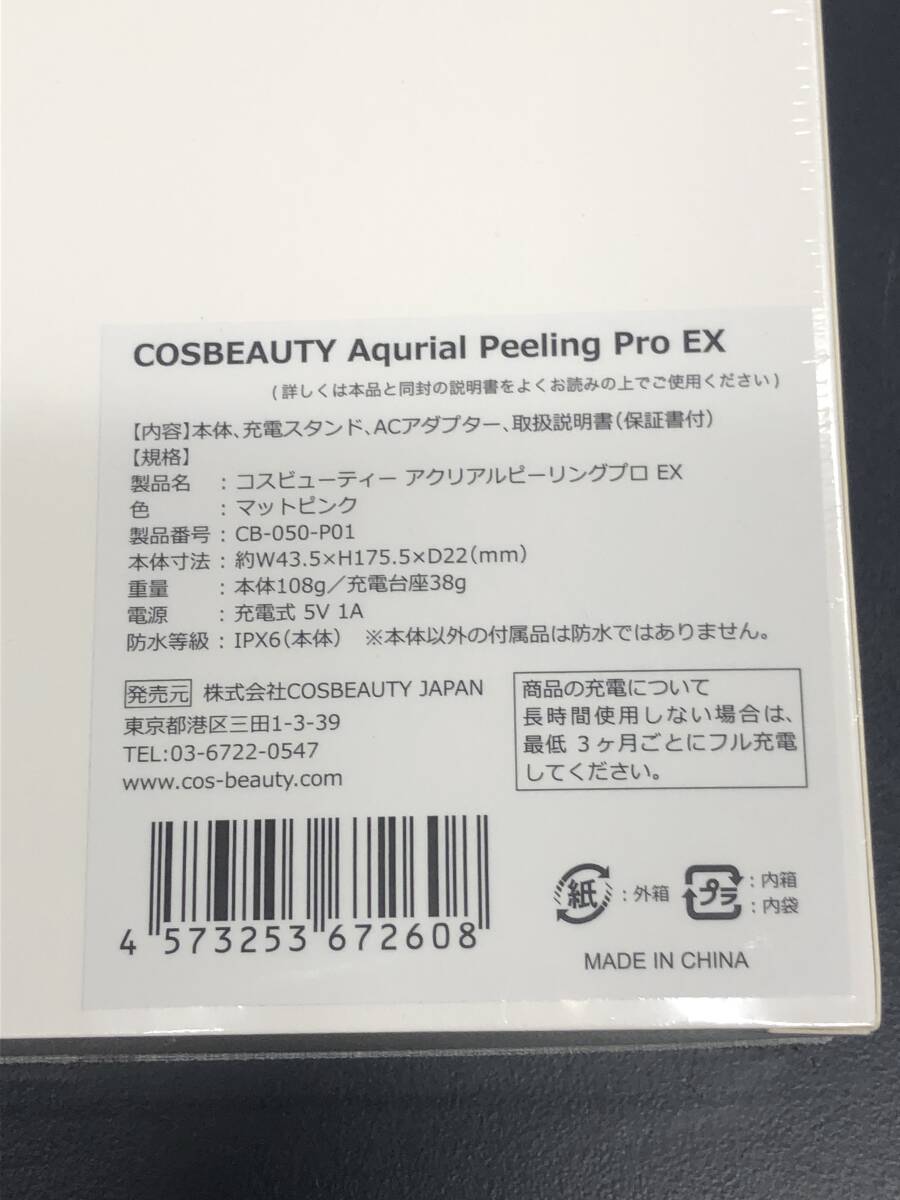 COSBEAUTY Aqurial Peeling Pro EX
(詳しくは本品と同封の説明書をよくお読みの上でご使用ください)
【内容】本体、充電スタンド、ACアダプター、取扱説明書(保証書付)
【規格】
製品名 : コスビューティー アクリアルピーリングプロ EX
色 : マットピンク
製品番号 : CB-050-P01
本体寸法 : 約W43.5×H175.5×D22(mm)
重量 : 本体108g/充電台座38g
電源 : 充電式 5V 1A
防水等級 : IPX6(本体) ※本体以外の付属品は防水ではありません。
発売元 株式会社COSBEAUTY JAPAN
東京都港区三田1-3-39
TEL:03-6722-0547
www.cos-beauty.com
商品の充電について
長時間使用しない場合は、
最低 3ヶ月ごとにフル充電
してください。
4 573253 672608
紙 : 外箱
プラ : 内箱
: 内袋
MADE IN CHINA